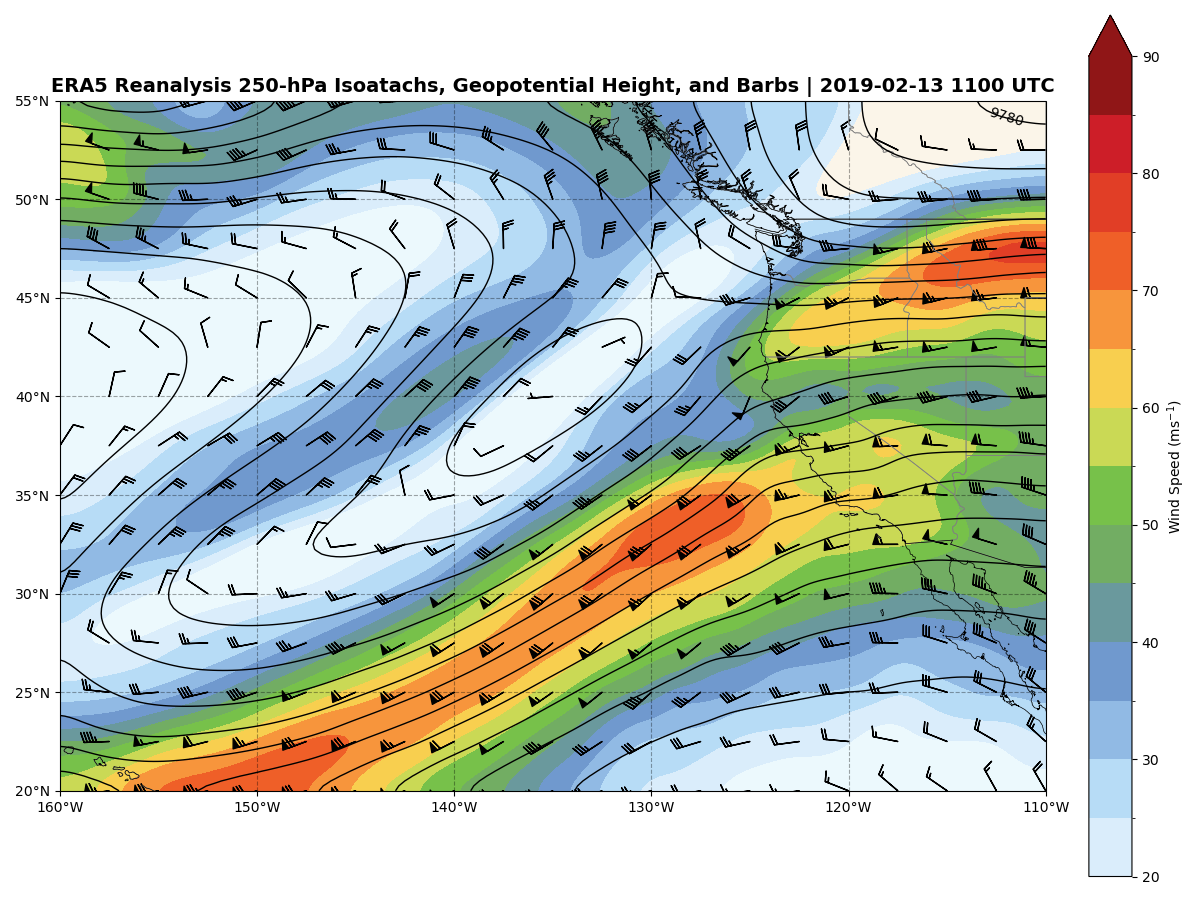 ERA5 Reanalysis 250-hPa Isoatachs, Geopotential Height, and Barbs | 2019-02-13 1100 UTC
55°N
50°N
45°N
40°N
35°N
30°N
25°N
20°N
160°W
150°W
140°W
130°W
120°W
110°W
9780
90
80
70
60
50
40
30
20
Wind Speed (ms⁻¹)